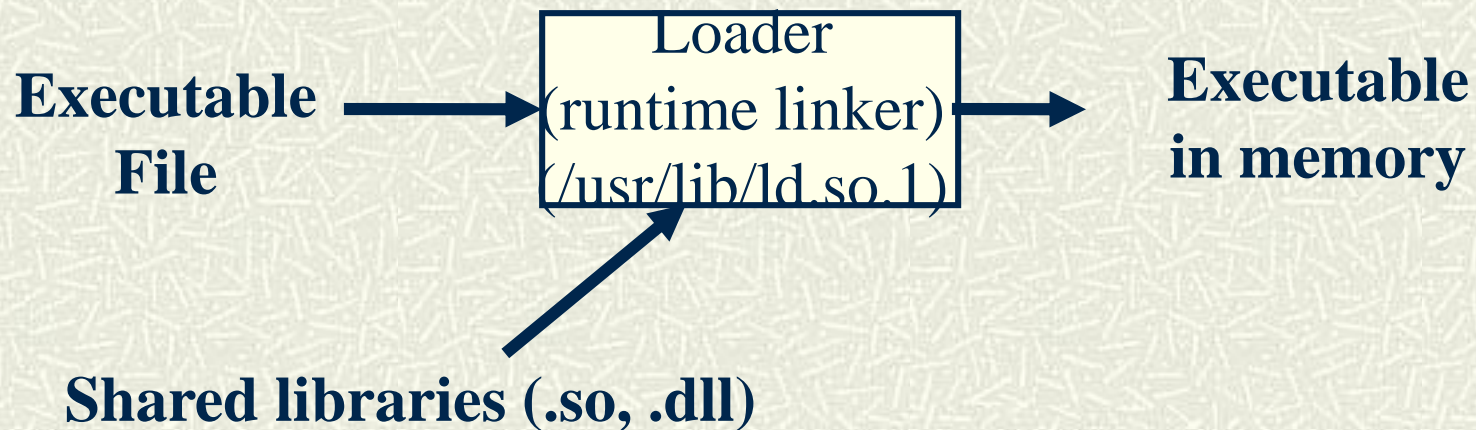 Executable
File
Loader
(runtime linker)
(/usr/lib/ld.so.1)
Executable
in memory
Shared libraries (.so, .dll)